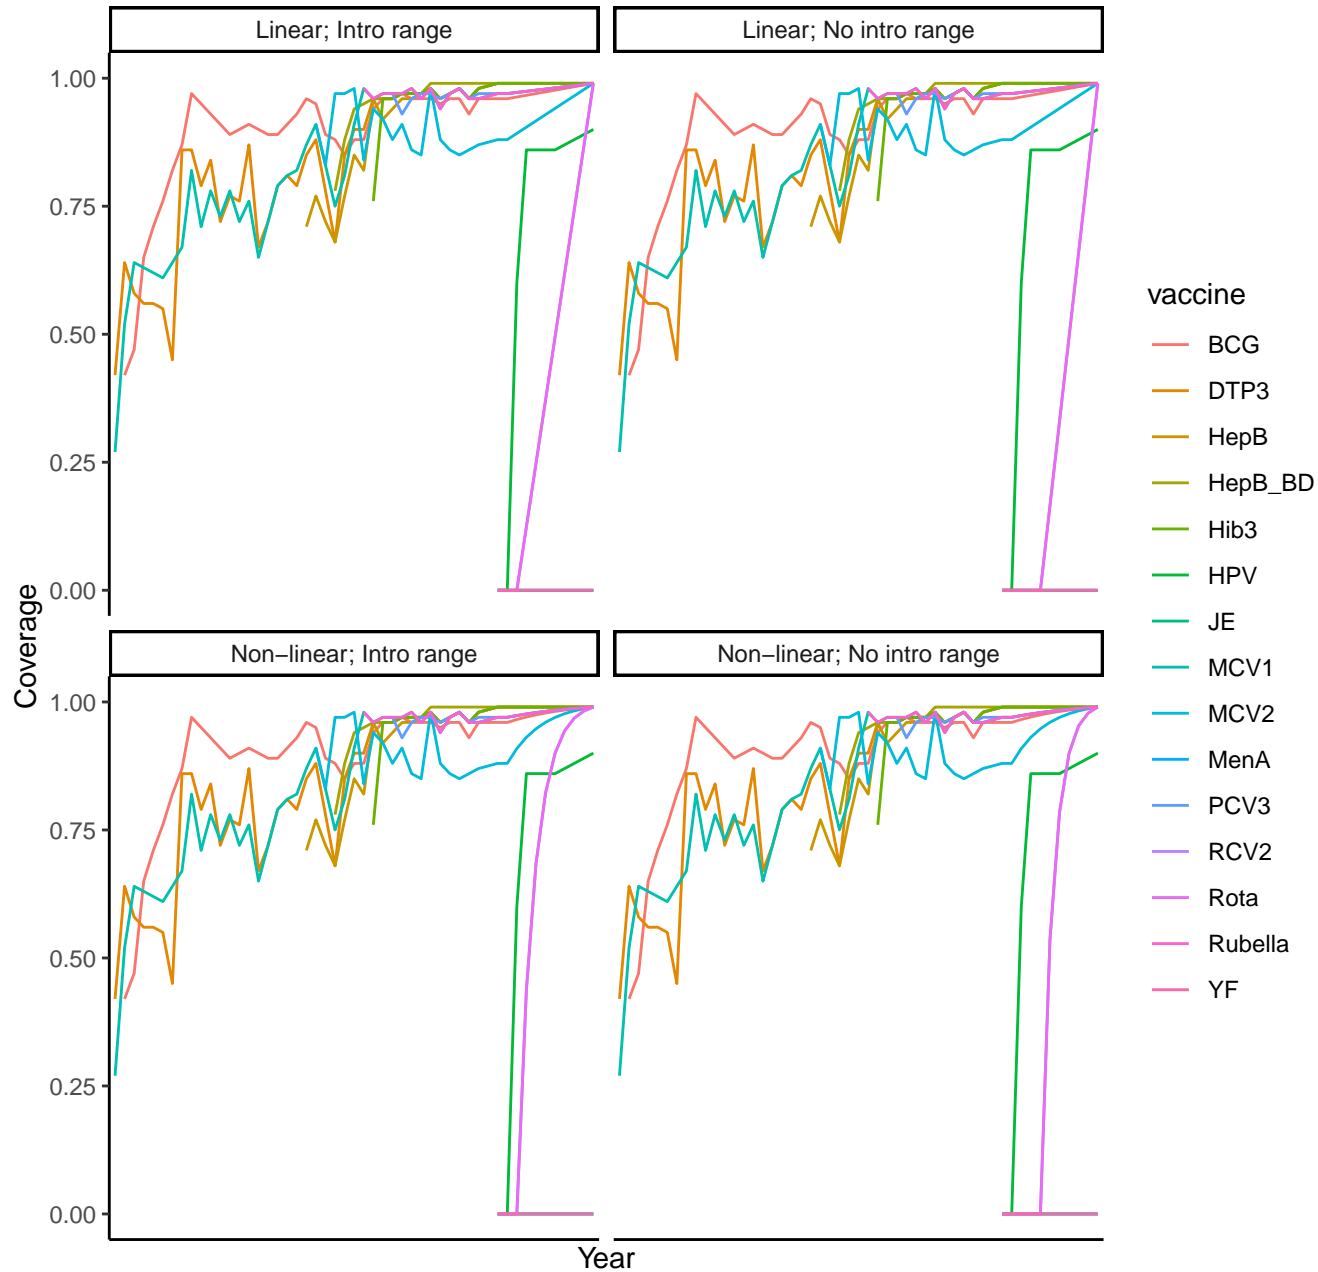 Linear; Intro range
Linear; No intro range
1.00
0.75
0.50
0.25
0.00
Non−linear; Intro range
Non−linear; No intro range
1.00
0.75
0.50
0.25
0.00
Coverage
Year
vaccine
BCG
DTP3
HepB
HepB_BD
Hib3
HPV
JE
MCV1
MCV2
MenA
PCV3
RCV2
Rota
Rubella
YF